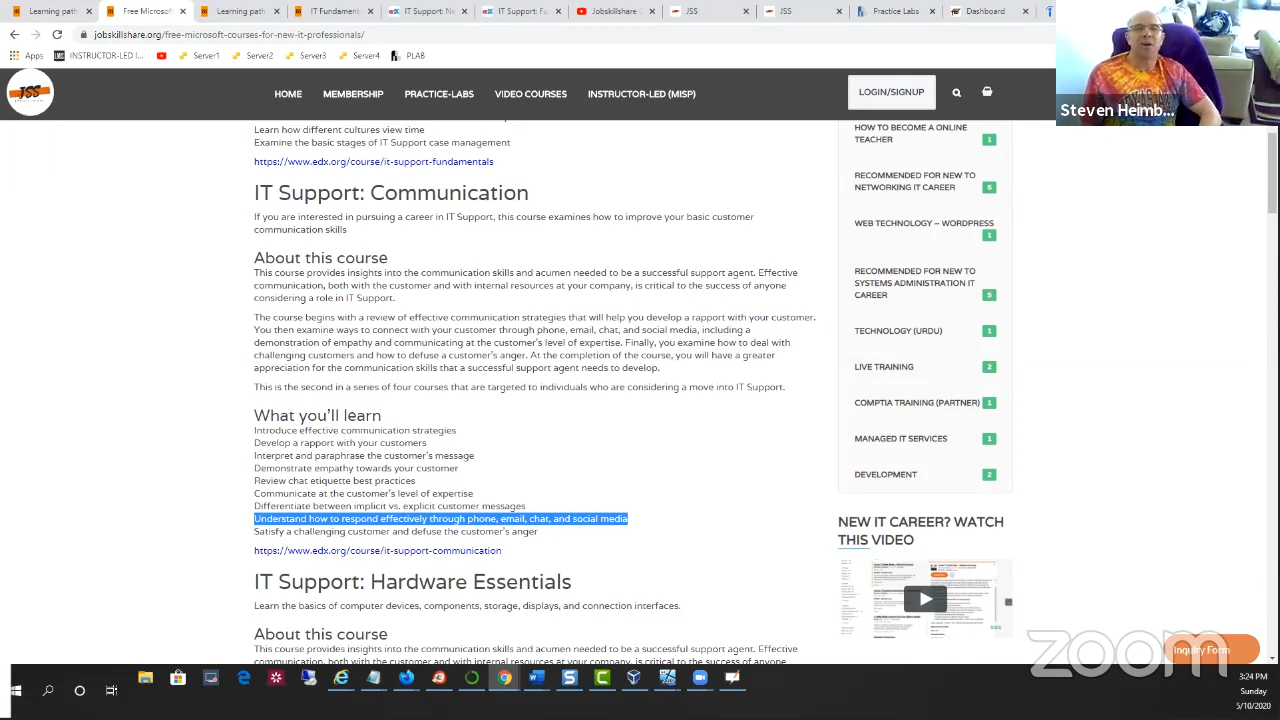 Learning path
Free Microsoft
Learning path
IT Fundament
IT Support: Ne
IT Support: Fu
Jobskillshare
JSS
JSS
Practice Labs
Dashboard
jobskillshare.org/free-microsoft-courses-for-new-it-professionals/
Apps
INSTRUCTOR-LED I...
Server1
Server2
Server3
Server4
PLAB
Steven Heimb...
JSS
HOME
MEMBERSHIP
PRACTICE-LABS
VIDEO COURSES
INSTRUCTOR-LED (MISP)
LOGIN/SIGNUP
Learn how different cultures view time
Examine the basic stages of IT Support case management
https://www.edx.org/course/it-support-fundamentals
IT Support: Communication
If you are interested in pursuing a career in IT Support, this course examines how to improve your basic customer
communication skills
About this course
This course provides insights into the communication skills and acumen needed to be a successful support agent. Effective
communication, both with the customer and with internal resources at your company, is critical to the success of anyone
considering a role in IT Support.
The course begins with a review of effective communication strategies that will help you develop a rapport with your customer.
You then examine ways to connect with your customer through phone, email, chat, and social media, including a
demonstration of empathy and communicating at the customer's level of expertise. Finally, you examine how to deal with
challenging customers and how to defuse a customer's anger. At the completion of the course, you will have a greater
appreciation for the communication skills that a successful support agent needs to develop.
This is the second in a series of four courses that are targeted to individuals who are considering a move into IT Support.
What you'll learn
Introduce effective communication strategies
Develop a rapport with your customers
Interpret and paraphrase the customer's message
Demonstrate empathy towards your customer
Review chat etiquette best practices
Communicate at the customer's level of expertise
Differentiate between implicit vs. explicit customer messages
Understand how to respond effectively through phone, email, chat, and social media
Satisfy a challenging customer and defuse the customer's anger
https://www.edx.org/course/it-support-communication
IT Support: Hardware Essentials
Learn the basics of computer devices, components, storage, displays, and connection interfaces.
About this course
This course provides insights into the communication skills and acumen needed to be a successful support agent. Effective
communication, both with the customer and with internal resources at your company, is critical to the success of anyone
HOW TO BECOME A ONLINE
TEACHER 1
RECOMMENDED FOR NEW TO
NETWORKING IT CAREER 6
WEB TECHNOLOGY – WORDPRESS
1
RECOMMENDED FOR NEW TO
SYSTEMS ADMINISTRATION IT
CAREER 5
TECHNOLOGY (URDU) 1
LIVE TRAINING 2
COMPTIA TRAINING (PARTNER) 1
MANAGED IT SERVICES 1
DEVELOPMENT 2
NEW IT CAREER? WATCH
THIS VIDEO
Inquiry Form
zoom
3:24 PM
Sunday
5/10/2020